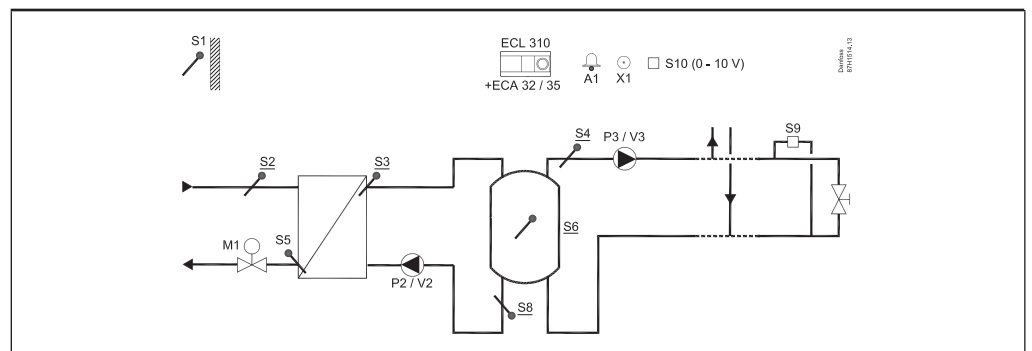 S1
ECL 310
+ECA 32 / 35
A1
X1
S10 (0 - 10 V)
Danfoss
87H1514.13
S2
S3
S4
P3 / V3
S9
S6
M1
S5
P2 / V2
S8